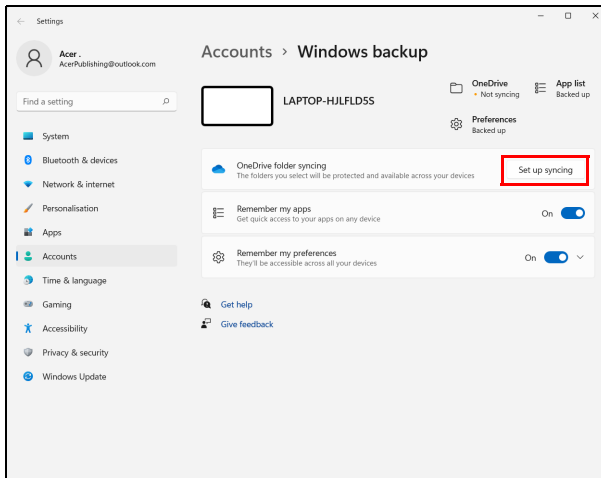 Settings
Acer .
AcerPublishing@outlook.com
Find a setting
System
Bluetooth & devices
Network & internet
Personalisation
Apps
Accounts
Time & language
Gaming
Accessibility
Privacy & security
Windows Update
Accounts > Windows backup
LAPTOP-HJLFLD5S
OneDrive
• Not syncing
App list
Backed up
Preferences
Backed up
OneDrive folder syncing
The folders you select will be protected and available across your devices
Set up syncing
Remember my apps
Get quick access to your apps on any device
On
Remember my preferences
They'll be accessible across all your devices
On
Get help
Give feedback